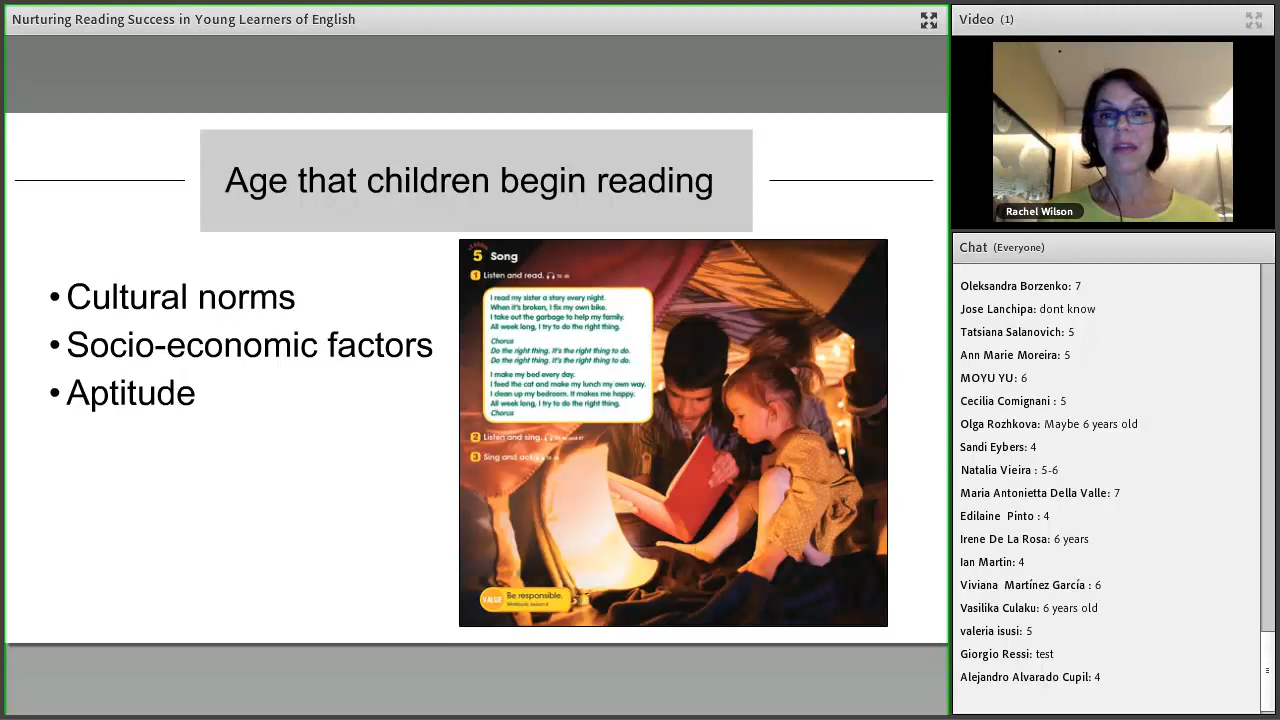 Nurturing Reading Success in Young Learners of English
Age that children begin reading
• Cultural norms
• Socio-economic factors
• Aptitude
5 Song
1 Listen and read.
I read my sister a story every night.
When it's broken, I fix my own bike.
I take out the garbage to help my family.
All week long, I try to do the right thing.
Chorus
Do the right thing. It's the right thing to do.
Do the right thing. It's the right thing to do.
I make my bed every day.
I feed the cat and make my lunch my own way.
I clean up my bedroom. It makes me happy.
All week long, I try to do the right thing.
Chorus
2 Listen and sing.
3 Sing and act.
VALUE
Be responsible.
Video (1)
Rachel Wilson
Chat (Everyone)
Oleksandra Borzenko: 7
Jose Lanchipa: dont know
Tatsiana Salanovich: 5
Ann Marie Moreira: 5
MOYU YU: 6
Cecilia Comignani : 5
Olga Rozhkova: Maybe 6 years old
Sandi Eybers: 4
Natalia Vieira : 5-6
Maria Antonietta Della Valle: 7
Edilaine Pinto : 4
Irene De La Rosa: 6 years
Ian Martin: 4
Viviana Martínez García : 6
Vasilika Culaku: 6 years old
valeria isusi: 5
Giorgio Ressi: test
Alejandro Alvarado Cupil: 4